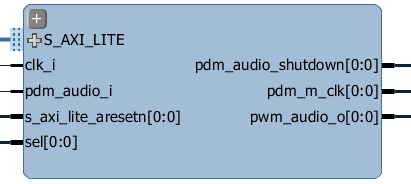 S_AXI_LITE
clk_i
pdm_audio_shutdown[0:0]
pdm_audio_i
pdm_m_clk[0:0]
s_axi_lite_aresetn[0:0]
pwm_audio_o[0:0]
sel[0:0]